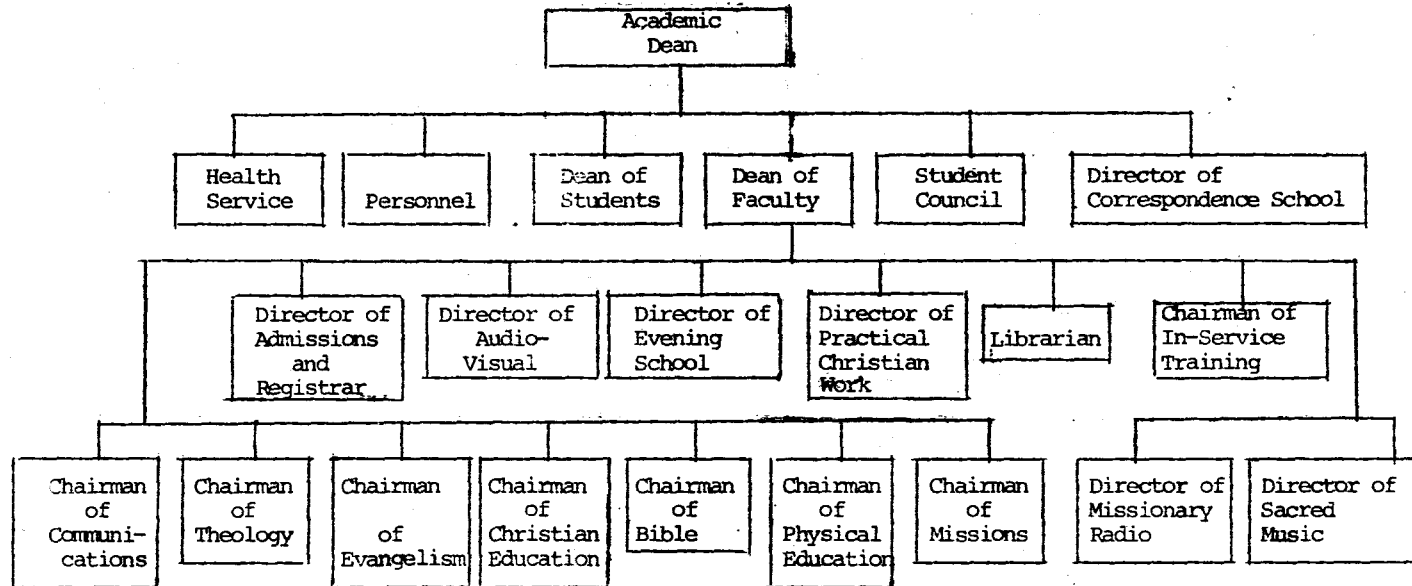 Academic
Dean
Health
Service
Personnel
Dean of
Students
Dean of
Faculty
Student
Council
Director of
Correspondence School
Director of
Admissions
and
Registrar
Director of
Audio-
Visual
Director of
Evening
School
Director of
Practical
Christian
Work
Librarian
Chairman of
In-Service
Training
Chairman
of
Communi-
cations
Chairman
of
Theology
Chairman
of
Evangelism
Chairman
of
Christian
Education
Chairman
of
Bible
Chairman
of
Physical
Education
Chairman
of
Missions
Director of
Missionary
Radio
Director of
Sacred
Music